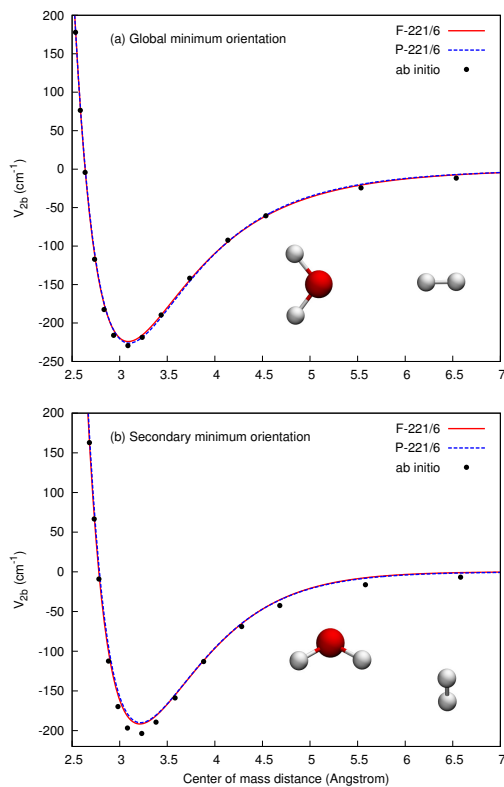 (a) Global minimum orientation
F-221/6
P-221/6
ab initio
200
150
100
50
0
-50
-100
-150
-200
-250
V2b (cm-1)
2.5 3 3.5 4 4.5 5 5.5 6 6.5 7
(b) Secondary minimum orientation
F-221/6
P-221/6
ab initio
200
150
100
50
0
-50
-100
-150
-200
V2b (cm-1)
2.5 3 3.5 4 4.5 5 5.5 6 6.5 7
Center of mass distance (Angstrom)